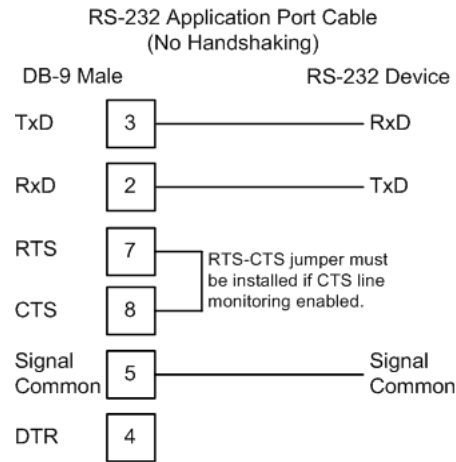 RS-232 Application Port Cable
(No Handshaking)
DB-9 Male
RS-232 Device
TxD
3
RxD
RxD
2
TxD
RTS
7
RTS-CTS jumper must
be installed if CTS line
monitoring enabled.
CTS
8
Signal
Common
5
Signal
Common
DTR
4